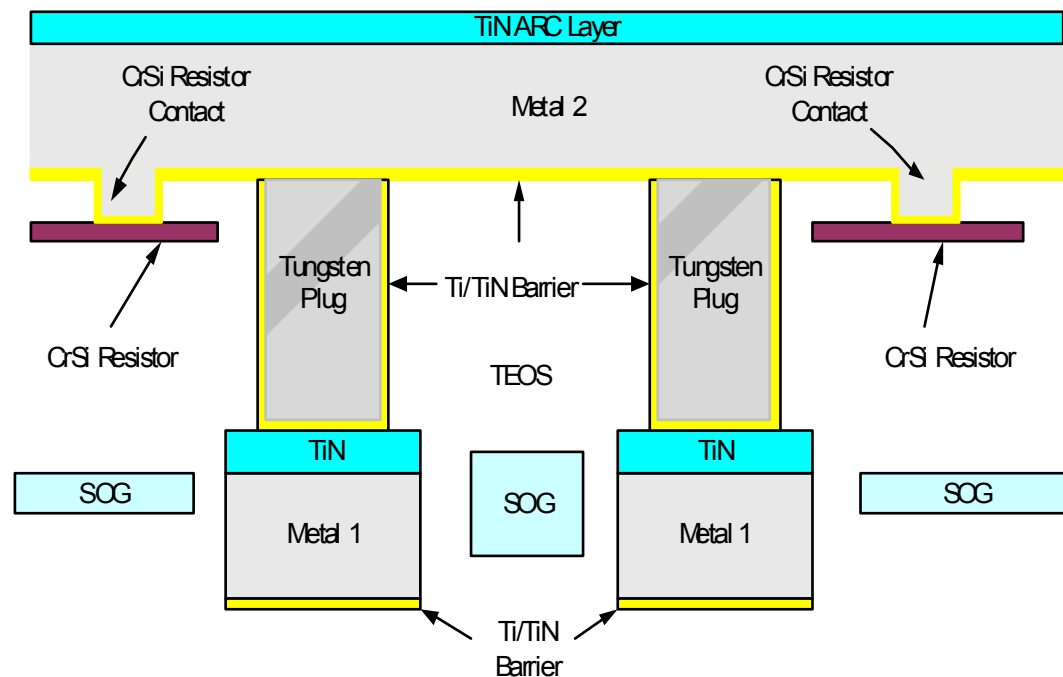 TiN ARC Layer
CrSi Resistor
Contact
Metal 2
CrSi Resistor
Contact
Tungsten
Plug
Ti/TiN Barrier
Tungsten
Plug
CrSi Resistor
TEOS
CrSi Resistor
TiN
TiN
SOG
SOG
SOG
Metal 1
Metal 1
Ti/TiN
Barrier